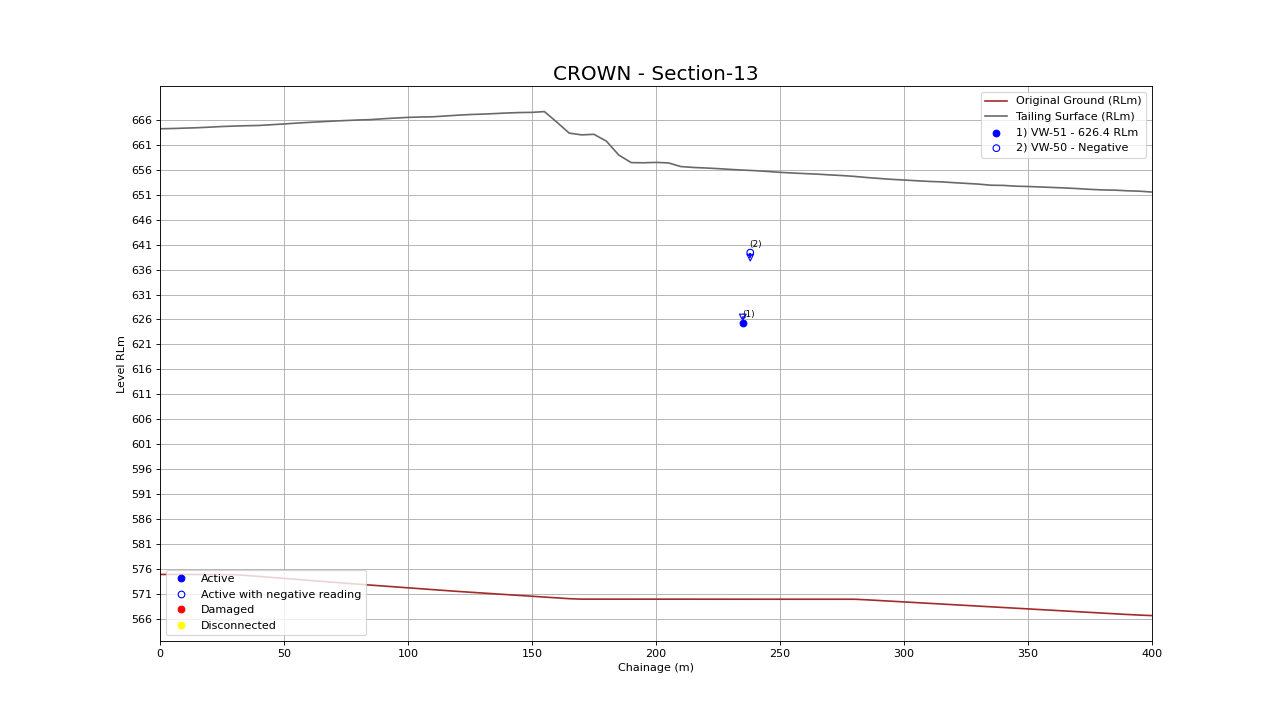 CROWN - Section-13
Original Ground (RLm)
Tailing Surface (RLm)
1) VW-51 - 626.4 RLm
2) VW-50 - Negative
666
661
656
651
646
641
636
631
626
621
616
611
606
601
596
591
586
581
576
571
566
Level RLm
(2)
(1)
Active
Active with negative reading
Damaged
Disconnected
0 50 100 150 200 250 300 350 400
Chainage (m)